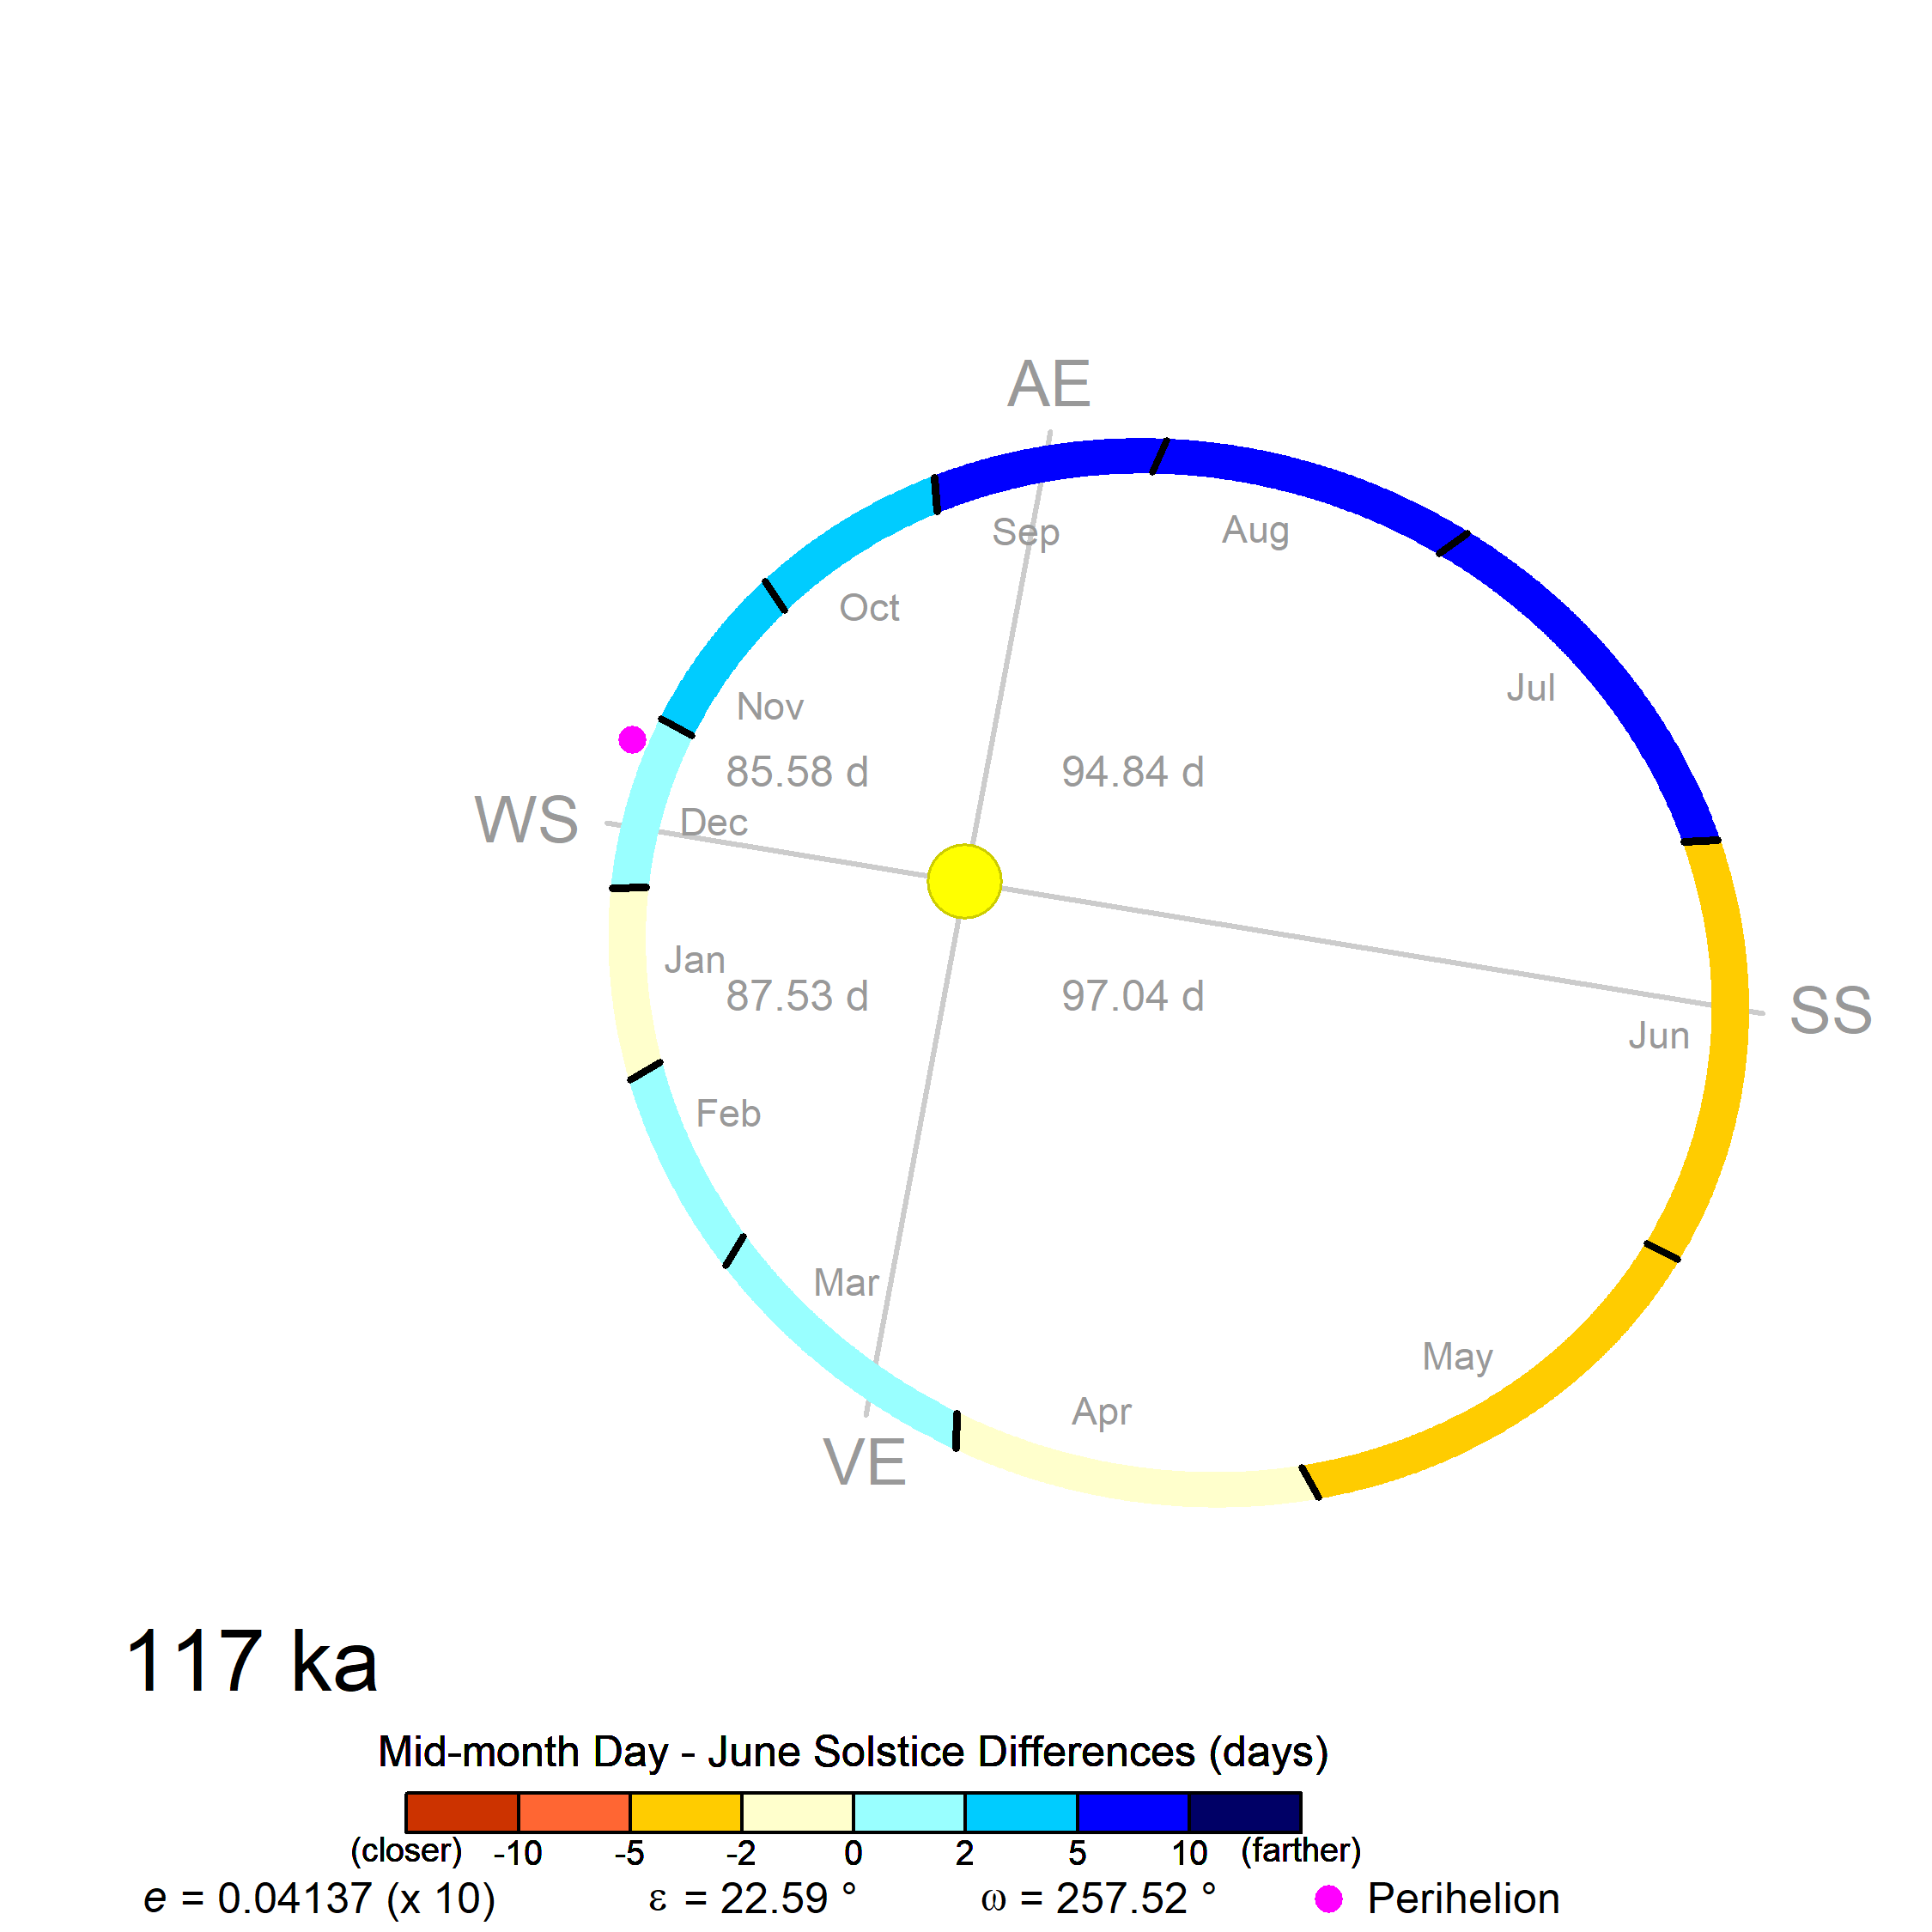 AE
Sep
Aug
Oct
Jul
Nov
85.58 d
94.84 d
WS
Dec
Jan
87.53 d
97.04 d
SS
Jun
Feb
Mar
May
Apr
VE
117 ka
Mid-month Day - June Solstice Differences (days)
(closer) -10 -5 -2 0 2 5 10 (farther)
e = 0.04137 (x 10) ε = 22.59 ° ω = 257.52 ° Perihelion